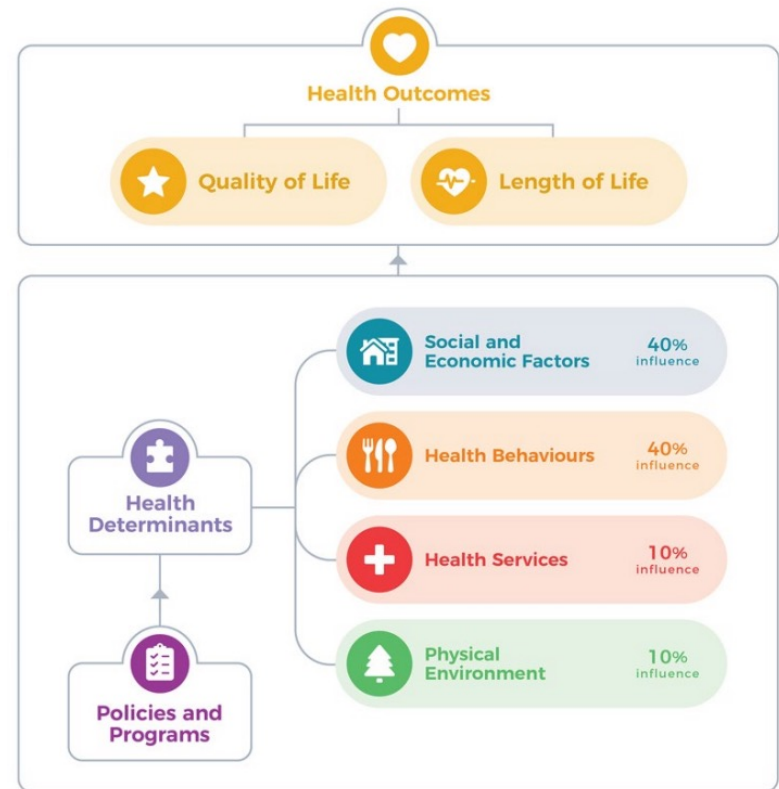 Health Outcomes
Quality of Life
Length of Life
Social and
Economic Factors
40%
influence
Health Behaviours
40%
influence
Health
Determinants
Health Services
10%
influence
Physical
Environment
10%
influence
Policies and
Programs